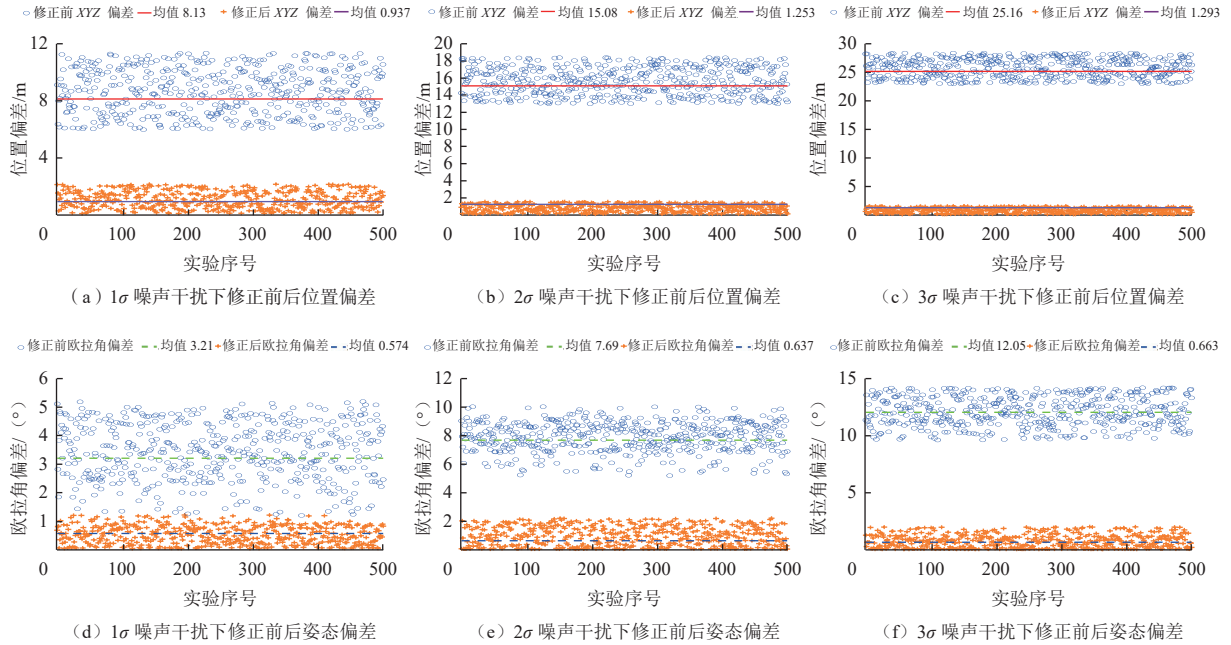 修正前 XYZ 偏差 均值 8.13 修正后 XYZ 偏差 均值 0.937
12
8
4
位置偏差/m
0 100 200 300 400 500
实验序号
（a）1σ 噪声干扰下修正前后位置偏差
修正前 XYZ 偏差 均值 15.08 修正后 XYZ 偏差 均值 1.253
20
18
16
14
12
10
8
6
4
2
位置偏差/m
0 100 200 300 400 500
实验序号
（b）2σ 噪声干扰下修正前后位置偏差
修正前 XYZ 偏差 均值 25.16 修正后 XYZ 偏差 均值 1.293
30
25
20
15
10
5
位置偏差/m
0 100 200 300 400 500
实验序号
（c）3σ 噪声干扰下修正前后位置偏差
修正前欧拉角偏差 均值 3.21 修正后欧拉角偏差 均值 0.574
6
5
4
3
2
1
欧拉角偏差/（°）
0 100 200 300 400 500
实验序号
（d）1σ 噪声干扰下修正前后姿态偏差
修正前欧拉角偏差 均值 7.69 修正后欧拉角偏差 均值 0.637
12
10
8
6
4
2
欧拉角偏差/（°）
0 100 200 300 400 500
实验序号
（e）2σ 噪声干扰下修正前后姿态偏差
修正前欧拉角偏差 均值 12.05 修正后欧拉角偏差 均值 0.663
15
10
5
欧拉角偏差/（°）
0 100 200 300 400 500
实验序号
（f）3σ 噪声干扰下修正前后姿态偏差